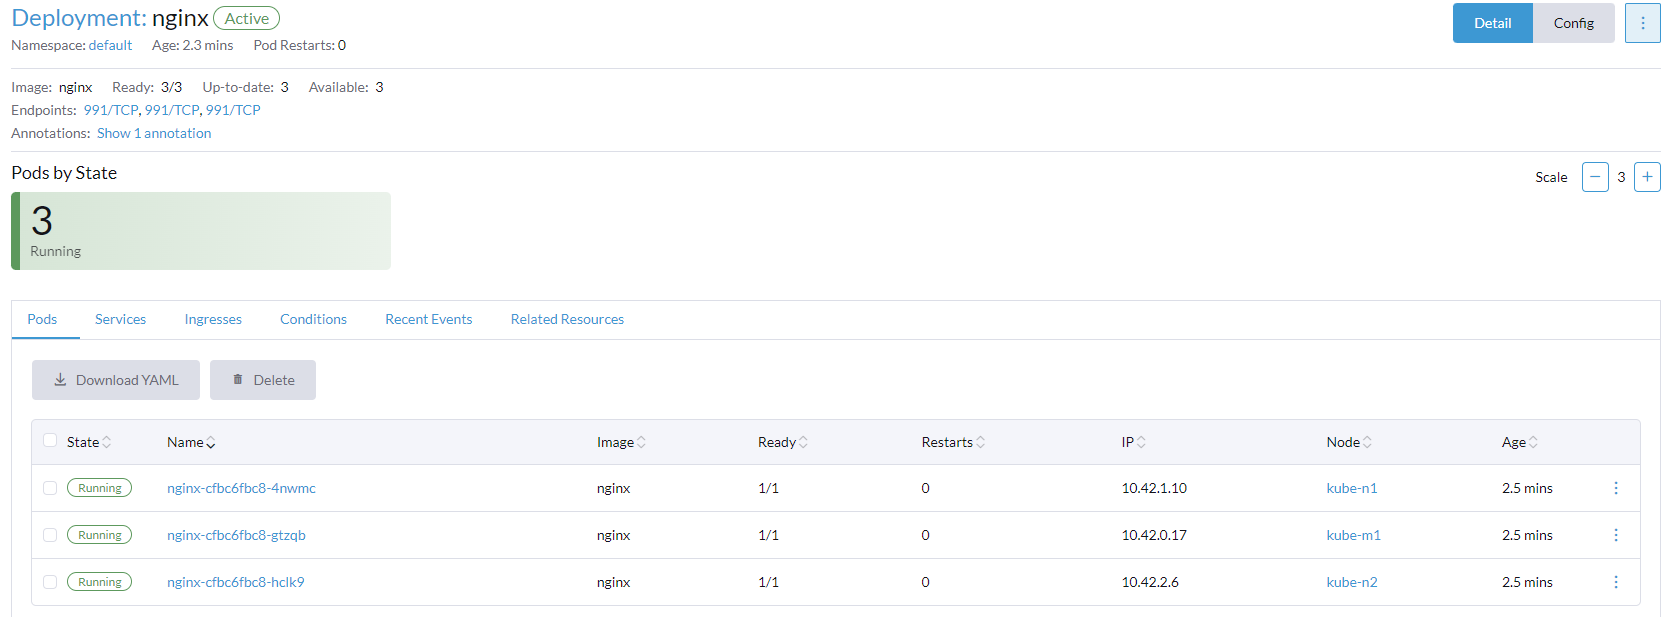 Deployment: nginx Active
Detail Config
Namespace: default Age: 2.3 mins Pod Restarts: 0
Image: nginx Ready: 3/3 Up-to-date: 3 Available: 3
Endpoints: 991/TCP, 991/TCP, 991/TCP
Annotations: Show 1 annotation
Pods by State
Scale − 3 +
3
Running
Pods Services Ingresses Conditions Recent Events Related Resources
Download YAML Delete
State Name Image Ready Restarts IP Node Age
Running nginx-cfbc6fbc8-4nwmc nginx 1/1 0 10.42.1.10 kube-n1 2.5 mins
Running nginx-cfbc6fbc8-gtzqb nginx 1/1 0 10.42.0.17 kube-m1 2.5 mins
Running nginx-cfbc6fbc8-hclk9 nginx 1/1 0 10.42.2.6 kube-n2 2.5 mins